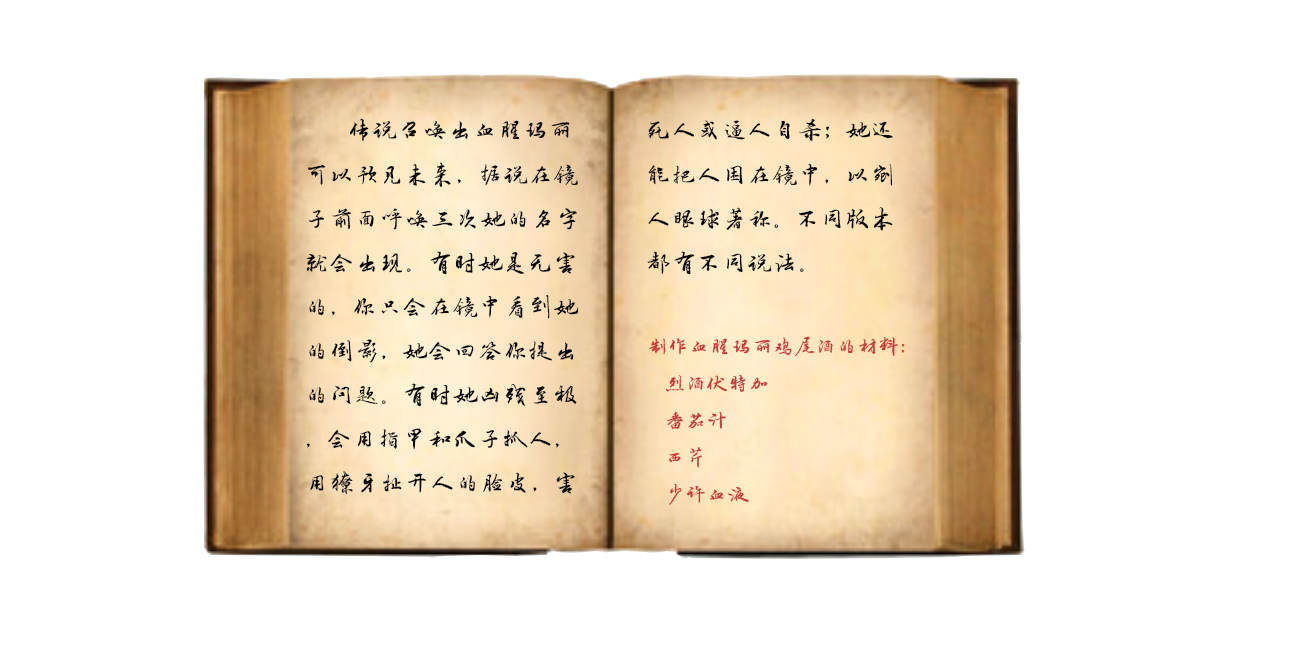 传说召唤出血腥玛丽
可以预见未来，据说在镜
子前面呼唤三次她的名字
就会出现。有时她是无害
的，你只会在镜中看到她
的倒影，她会回答你提出
的问题。有时她凶残至极
，会用指甲和爪子抓人，
用獠牙扯开人的脸皮，害
死人或逼人自杀；她还
能把人困在镜中，以剜
人眼球著称。不同版本
都有不同说法。
制作血腥玛丽鸡尾酒的材料：
烈酒伏特加
番茄汁
西芹
少许血液